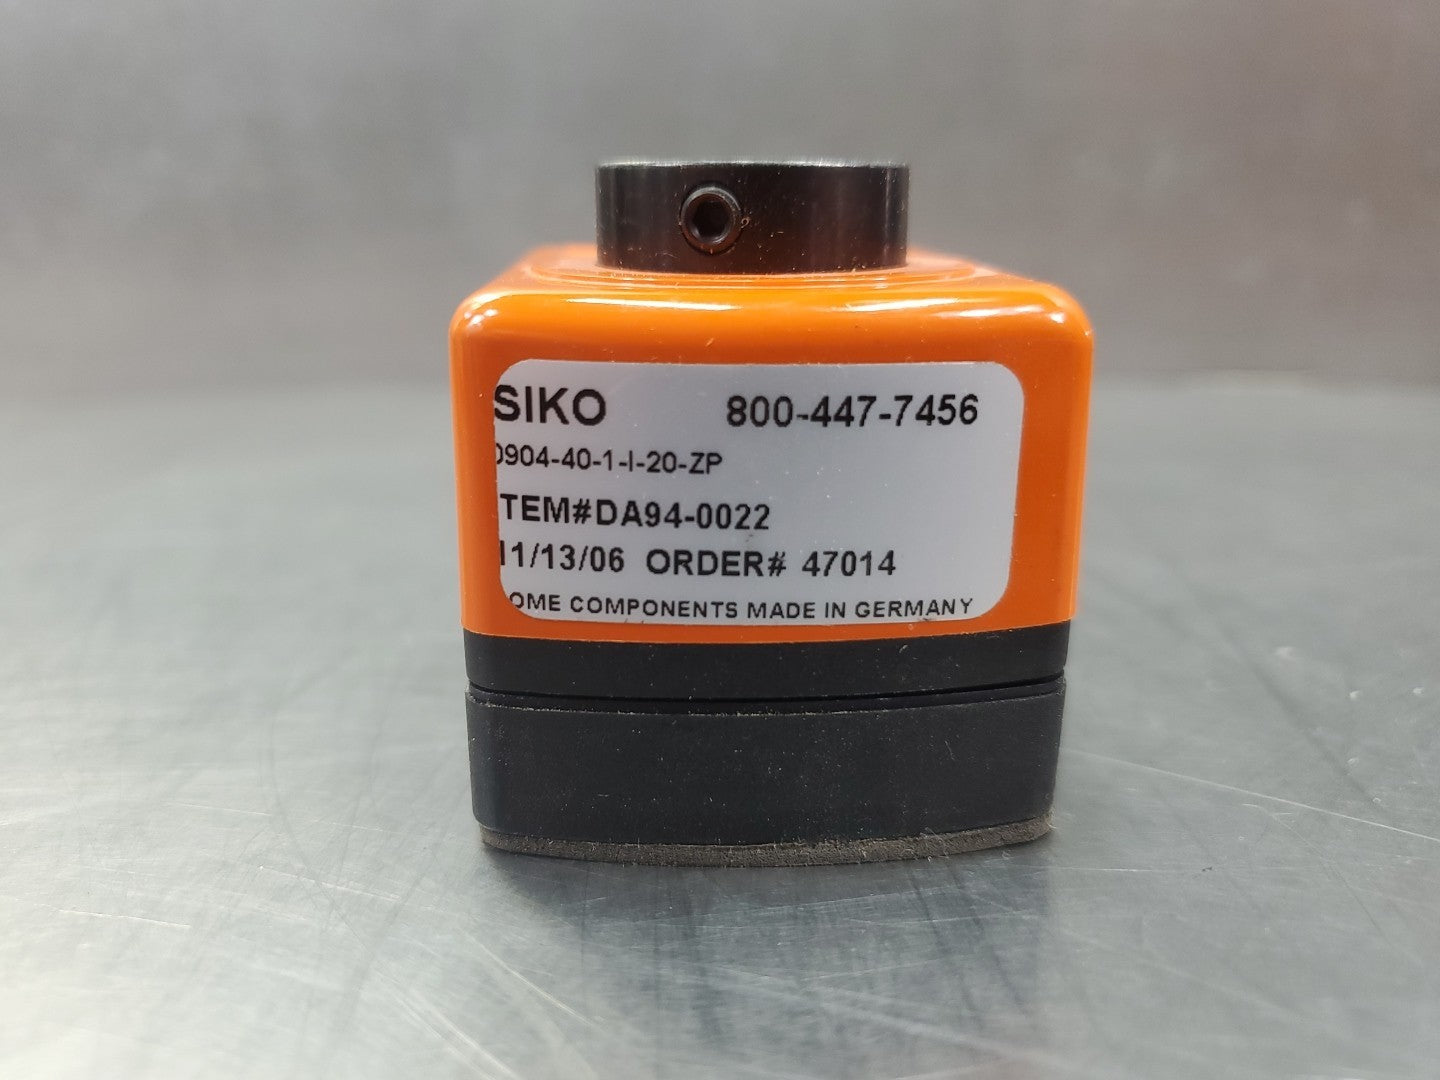 SIKO 800-447-7456
0904-40-1-I-20-ZP
TEM#DA94-0022
11/13/06 ORDER# 47014
OME COMPONENTS MADE IN GERMANY